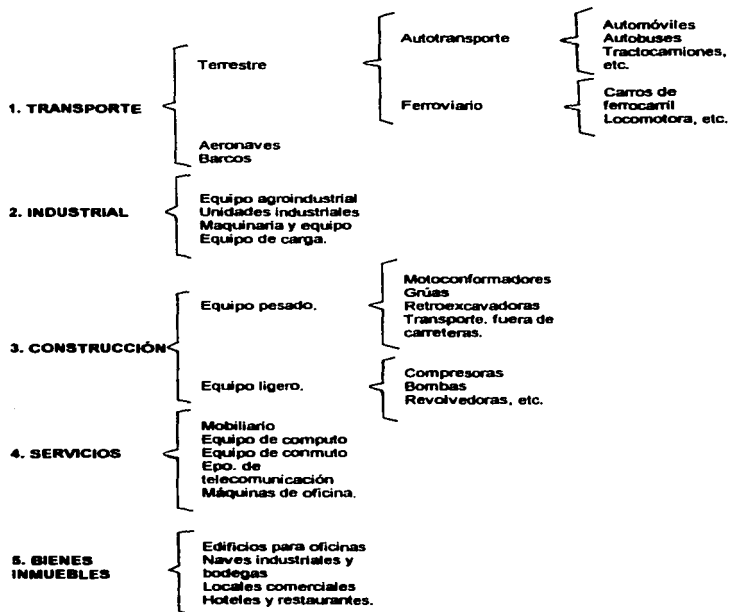 1. TRANSPORTE
Terrestre
Autotransporte
Automóviles
Autobuses
Tractocamiones,
etc.
Ferroviario
Carros de
ferrocarril
Locomotora, etc.
Aeronaves
Barcos
2. INDUSTRIAL
Equipo agroindustrial
Unidades industriales
Maquinaria y equipo
Equipo de carga.
3. CONSTRUCCIÓN
Equipo pesado.
Motoconformadores
Grúas
Retroexcavadoras
Transporte. fuera de
carreteras.
Equipo ligero.
Compresoras
Bombas
Revolvedoras, etc.
4. SERVICIOS
Mobiliario
Equipo de computo
Equipo de conmuto
Epo. de
telecomunicación
Máquinas de oficina.
5. BIENES
INMUEBLES
Edificios para oficinas
Naves industriales y
bodegas
Locales comerciales
Hoteles y restaurantes.